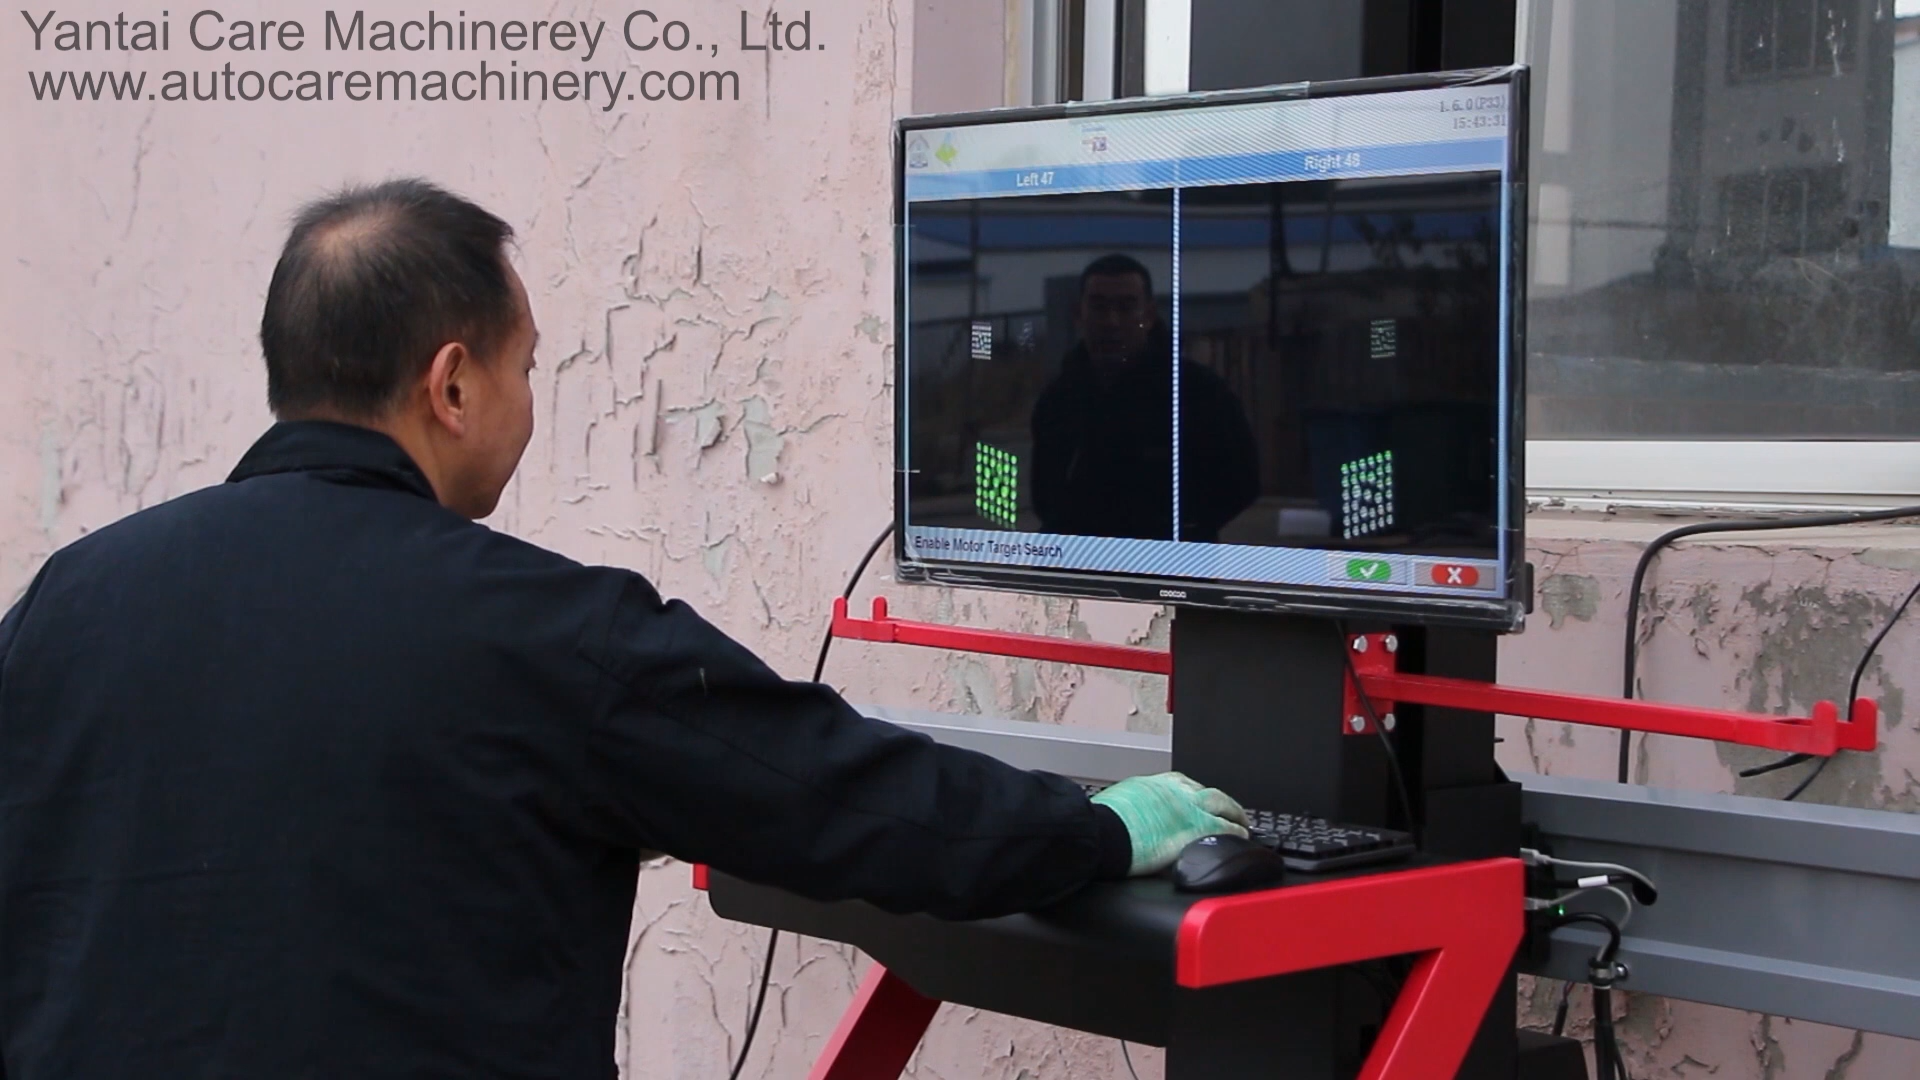 Yantai Care Machinerey Co., Ltd.
www.autocaremachinery.com
1.6.0(P33)
15:43:31
Left 47
Right 48
Enable Motor Target Search
coocaa